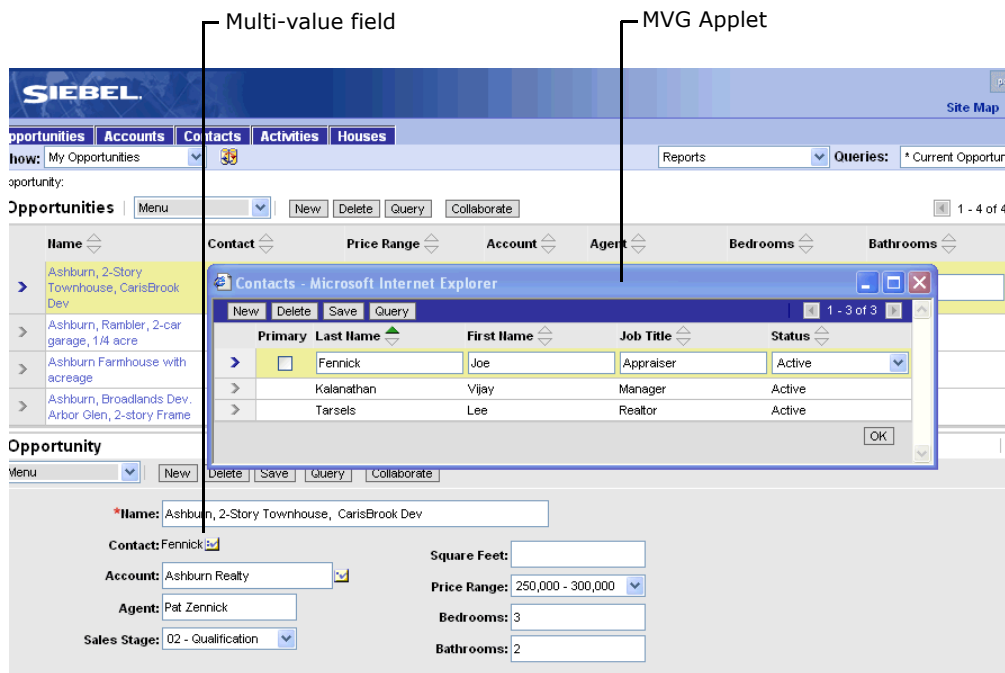 Multi-value field
MVG Applet
SIEBEL.
Site Map
pportunities Accounts Contacts Activities Houses
how: My Opportunities Reports Queries: * Current Opportun
pportunity:
Opportunities Menu New Delete Query Collaborate 1 - 4 of 4
Name Contact Price Range Account Agent Bedrooms Bathrooms
Ashburn, 2-Story
Townhouse, CarisBrook
Dev
Ashburn, Rambler, 2-car
garage, 1/4 acre
Ashburn Farmhouse with
acreage
Ashburn, Broadlands Dev.
Arbor Glen, 2-story Frame
Contacts - Microsoft Internet Explorer
New Delete Save Query 1 - 3 of 3
Primary Last Name First Name Job Title Status
Fennick Joe Appraiser Active
Kalanathan Vijay Manager Active
Tarsels Lee Realtor Active
OK
Opportunity
Menu New Delete Save Query Collaborate
*Name: Ashburn, 2-Story Townhouse, CarisBrook Dev
Contact: Fennick
Account: Ashburn Realty
Agent: Pat Zennick
Sales Stage: 02 - Qualification
Square Feet:
Price Range: 250,000 - 300,000
Bedrooms: 3
Bathrooms: 2